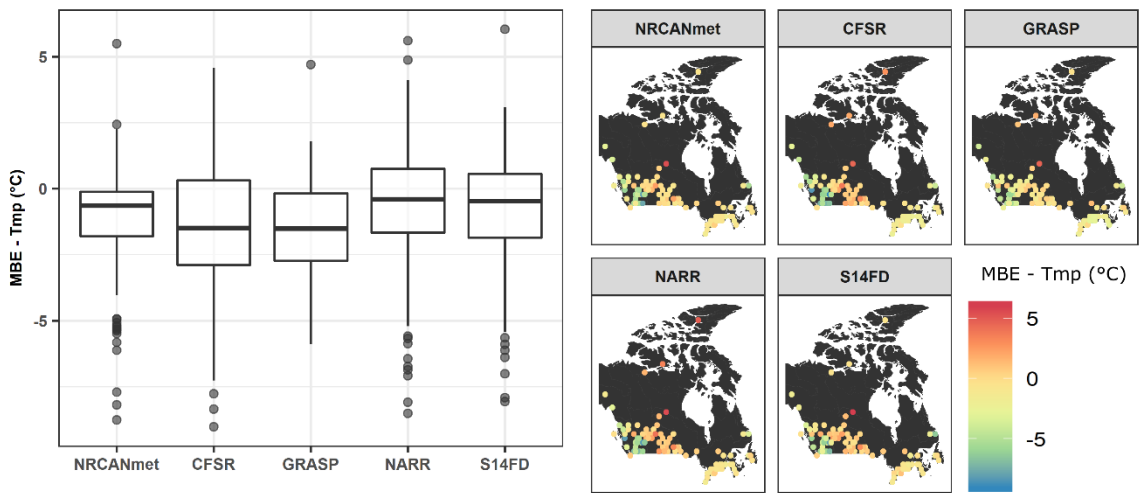 MBE - Tmp (°C)
5
0
-5
NRCANmet CFSR GRASP NARR S14FD
NRCANmet CFSR GRASP
NARR S14FD
MBE - Tmp (°C)
5
0
-5